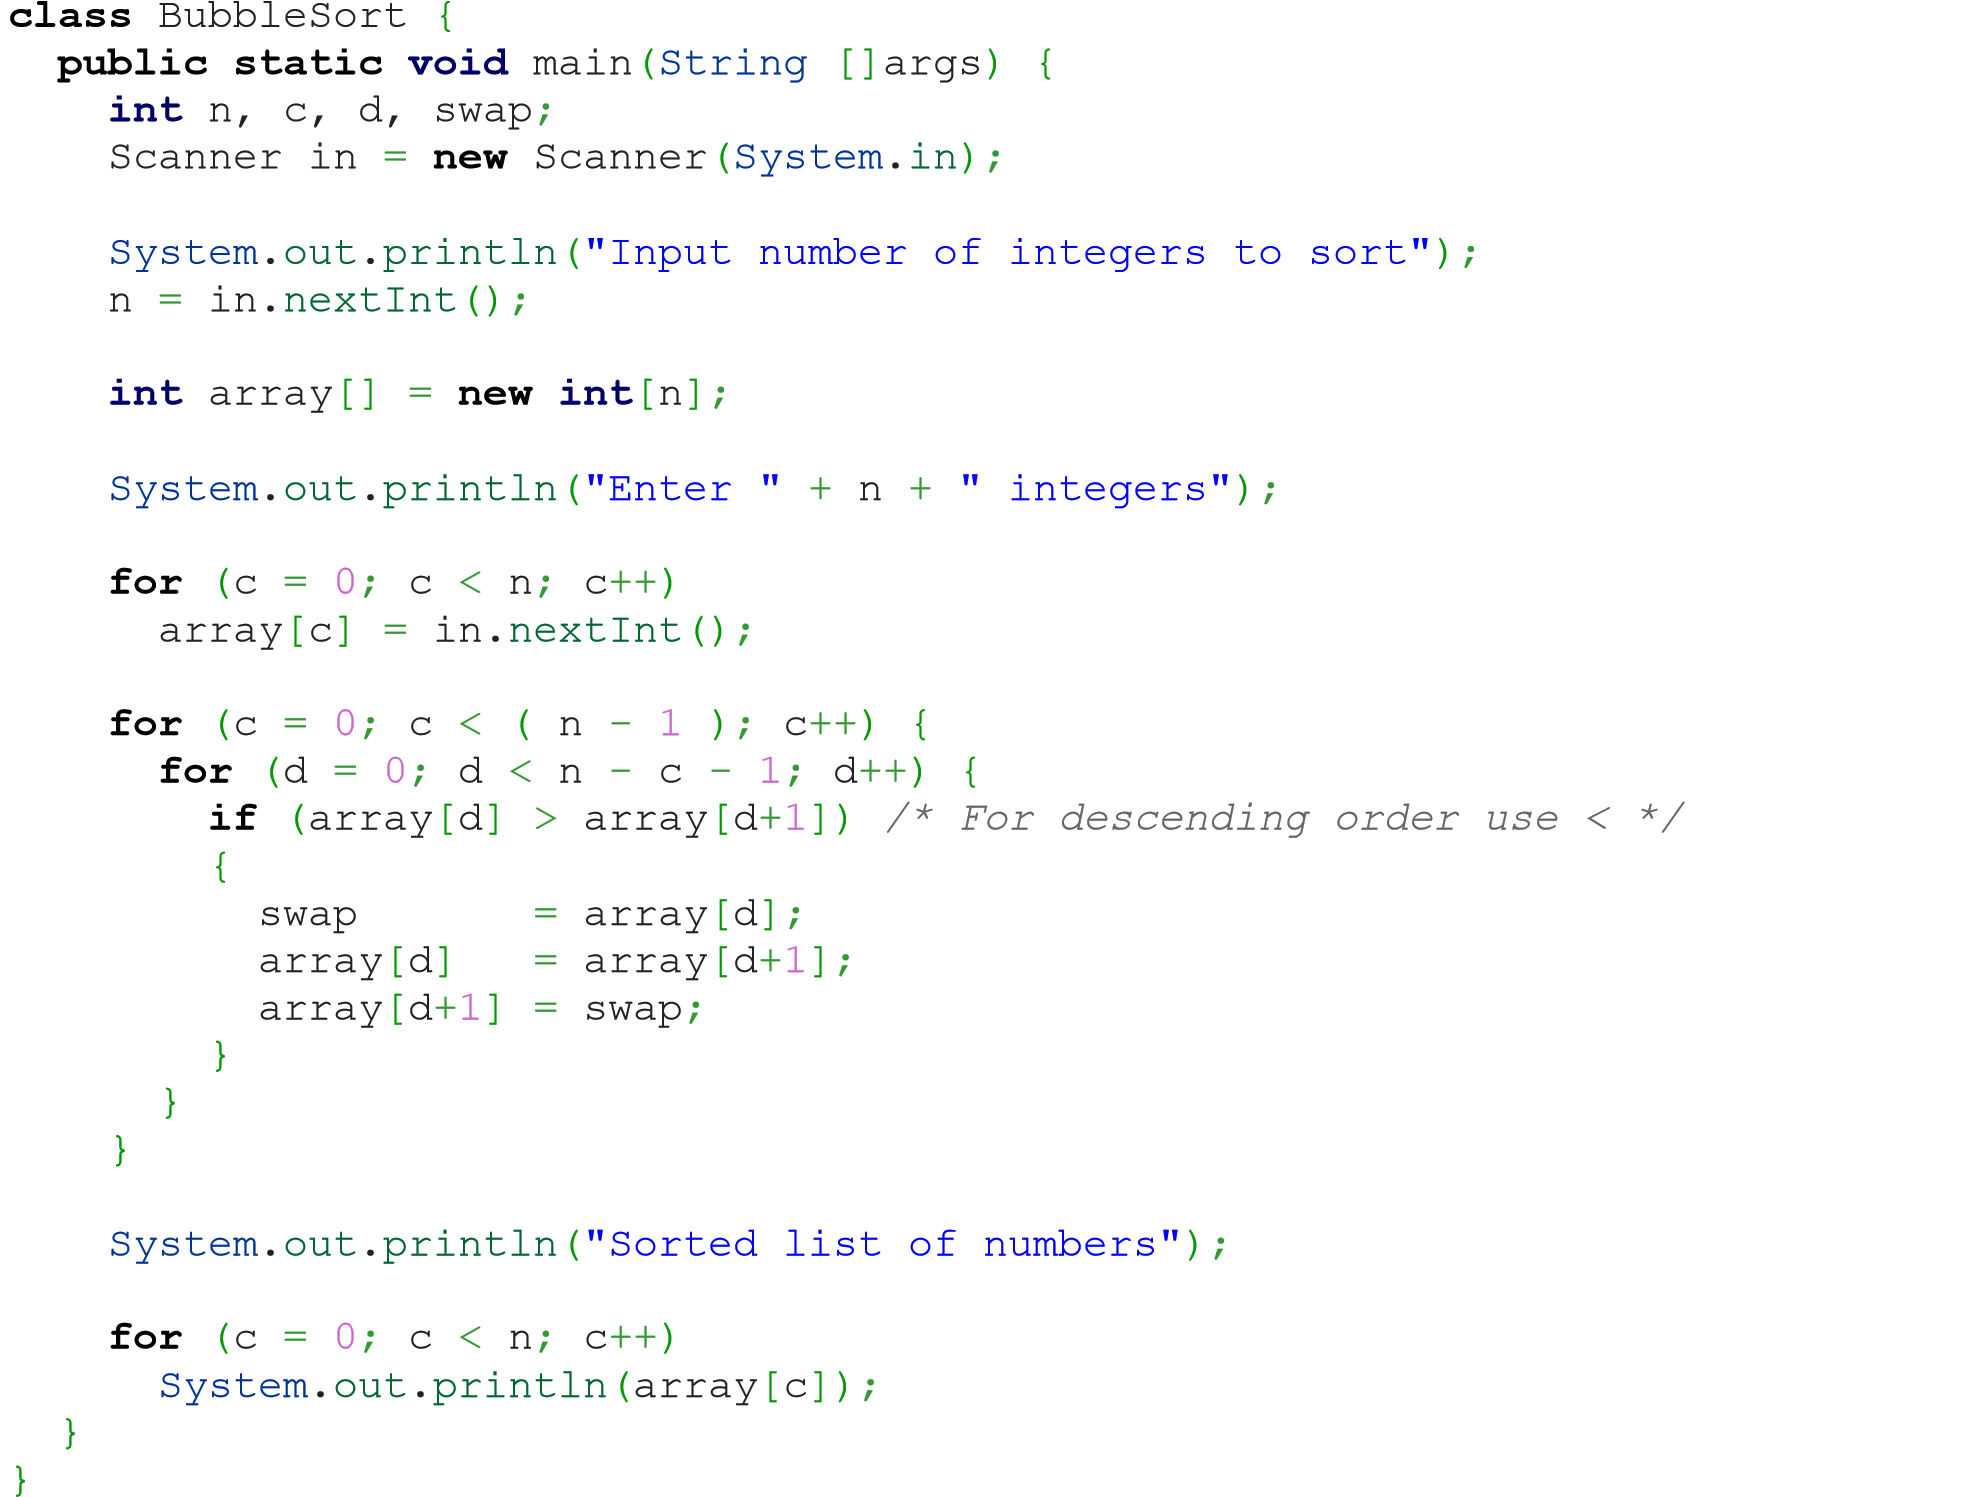 class BubbleSort {
  public static void main(String []args) {
    int n, c, d, swap;
    Scanner in = new Scanner(System.in);

    System.out.println("Input number of integers to sort");
    n = in.nextInt();

    int array[] = new int[n];

    System.out.println("Enter " + n + " integers");

    for (c = 0; c < n; c++)
      array[c] = in.nextInt();

    for (c = 0; c < ( n - 1 ); c++) {
      for (d = 0; d < n - c - 1; d++) {
        if (array[d] > array[d+1]) /* For descending order use < */
        {
          swap       = array[d];
          array[d]   = array[d+1];
          array[d+1] = swap;
        }
      }
    }

    System.out.println("Sorted list of numbers");

    for (c = 0; c < n; c++)
      System.out.println(array[c]);
  }
}